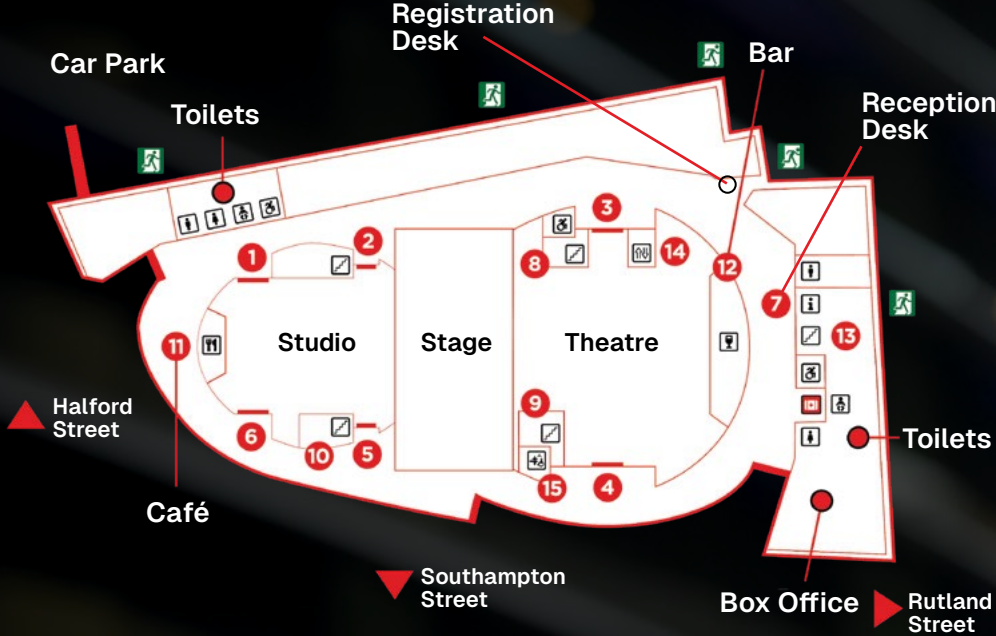 Registration
Desk
Car Park
Bar
Toilets
Reception
Desk
1
2
3
8
14
12
7
13
11
Studio
Stage
Theatre
Halford
Street
6
10
5
9
15
4
Toilets
Café
Box Office
Southampton
Street
Rutland
Street